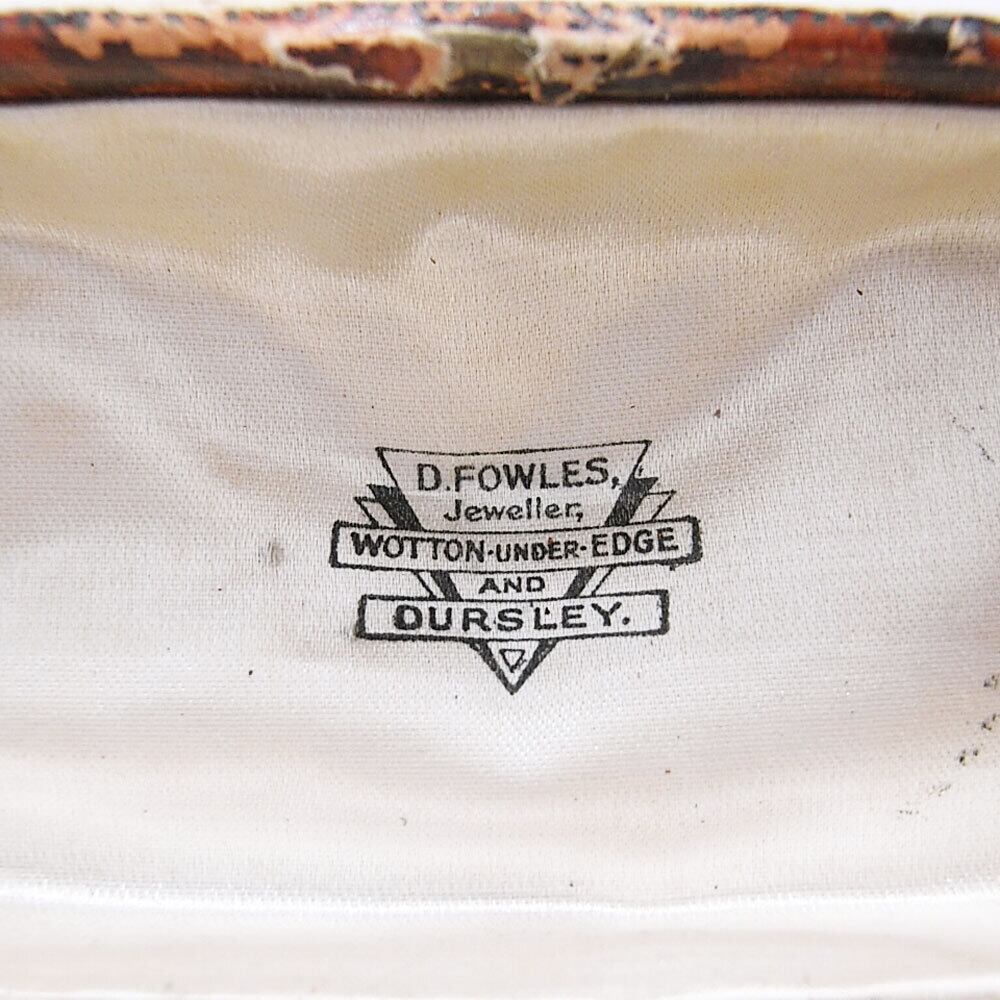 D. FOWLES,
Jeweller,
WOTTON-UNDER-EDGE
AND
DURSLEY.